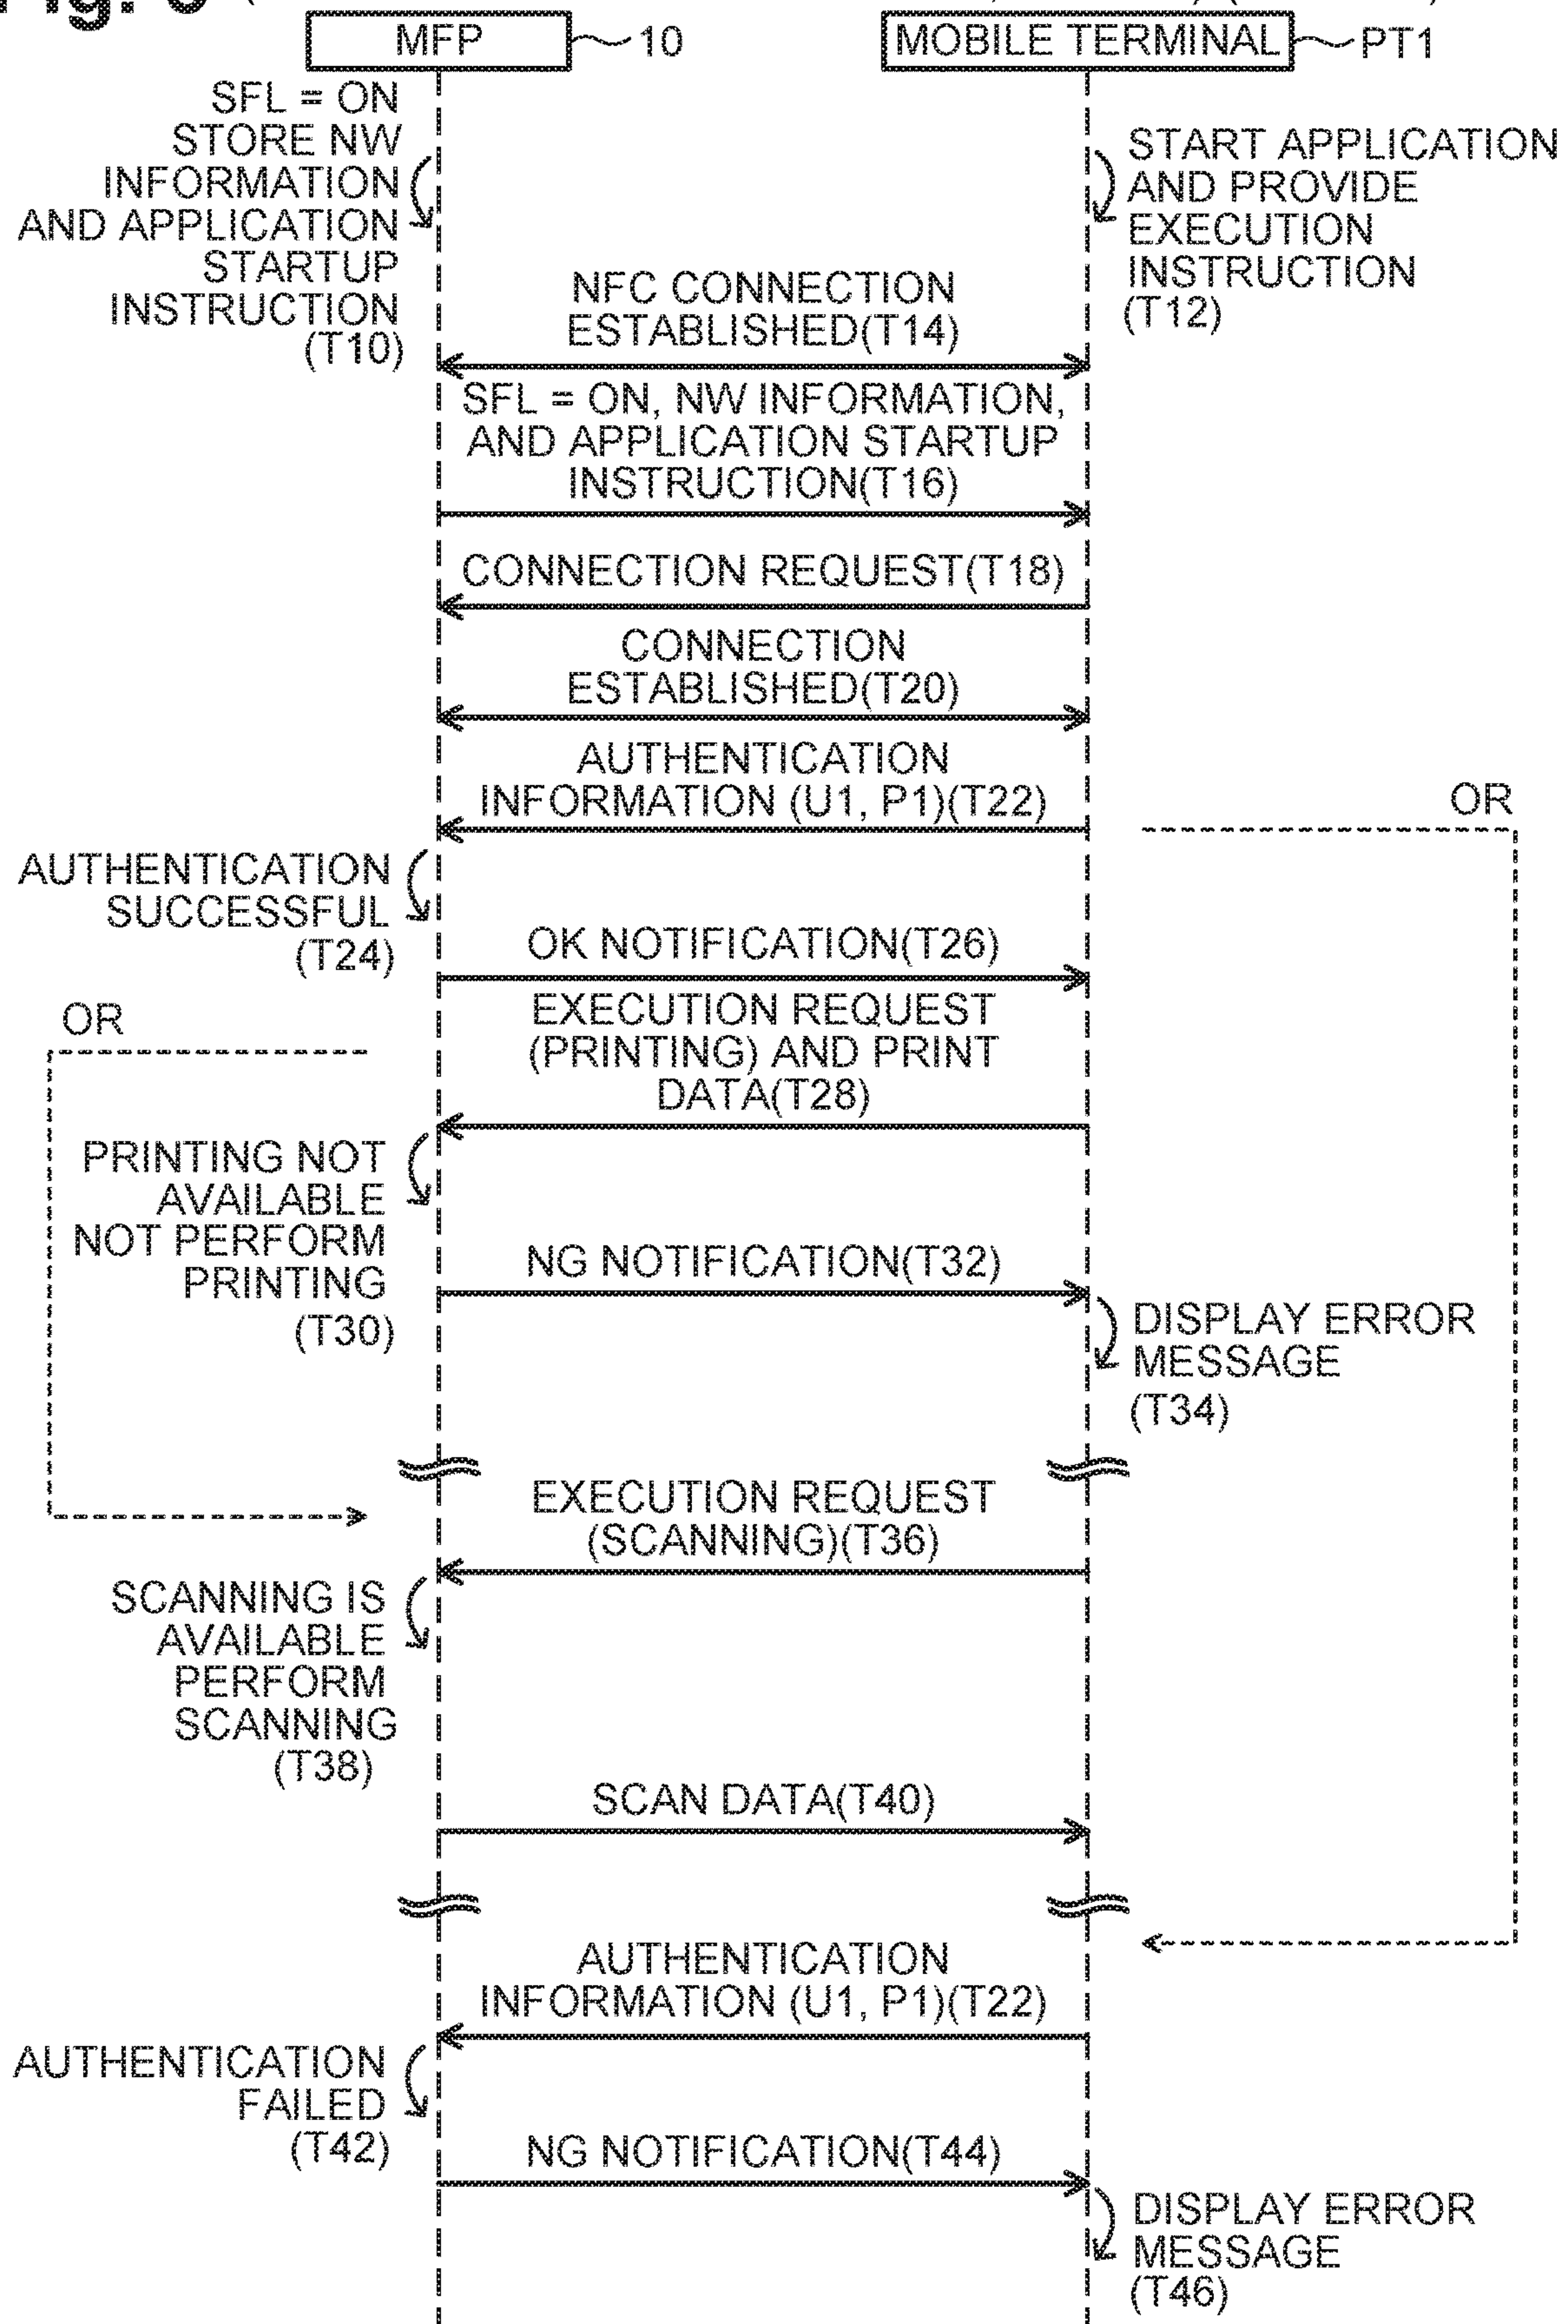 MFP 10
MOBILE TERMINAL PT1
SFL = ON
STORE NW
INFORMATION
AND APPLICATION
STARTUP
INSTRUCTION
(T10)
START APPLICATION
AND PROVIDE
EXECUTION
INSTRUCTION
(T12)
NFC CONNECTION
ESTABLISHED(T14)
SFL = ON, NW INFORMATION,
AND APPLICATION STARTUP
INSTRUCTION(T16)
CONNECTION REQUEST(T18)
CONNECTION
ESTABLISHED(T20)
AUTHENTICATION
INFORMATION (U1, P1)(T22)
OR
AUTHENTICATION
SUCCESSFUL
(T24)
OK NOTIFICATION(T26)
OR
EXECUTION REQUEST
(PRINTING) AND PRINT
DATA(T28)
PRINTING NOT
AVAILABLE
NOT PERFORM
PRINTING
(T30)
NG NOTIFICATION(T32)
DISPLAY ERROR
MESSAGE
(T34)
EXECUTION REQUEST
(SCANNING)(T36)
SCANNING IS
AVAILABLE
PERFORM
SCANNING
(T38)
SCAN DATA(T40)
AUTHENTICATION
INFORMATION (U1, P1)(T22)
AUTHENTICATION
FAILED
(T42)
NG NOTIFICATION(T44)
DISPLAY ERROR
MESSAGE
(T46)